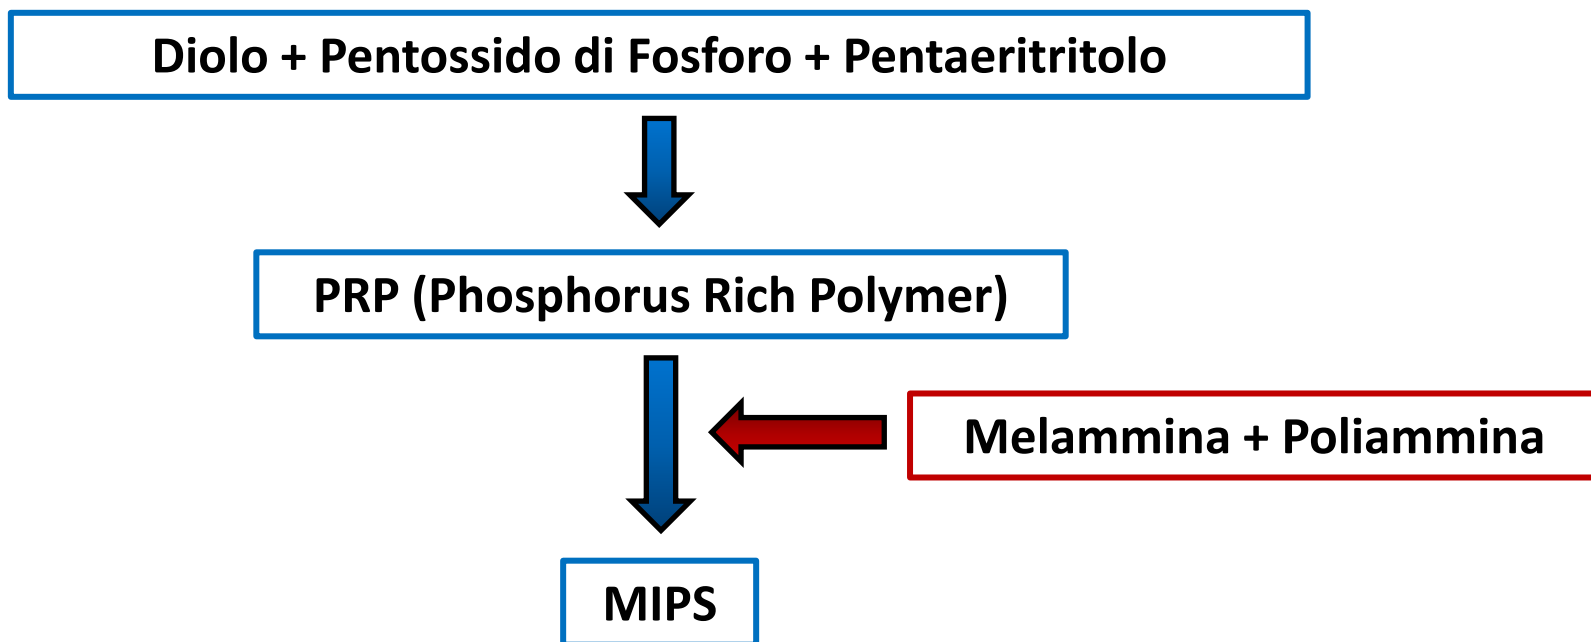 Diolo + Pentossido di Fosforo + Pentaeritritolo
PRP (Phosphorus Rich Polymer)
Melammina + Poliammina
MIPS